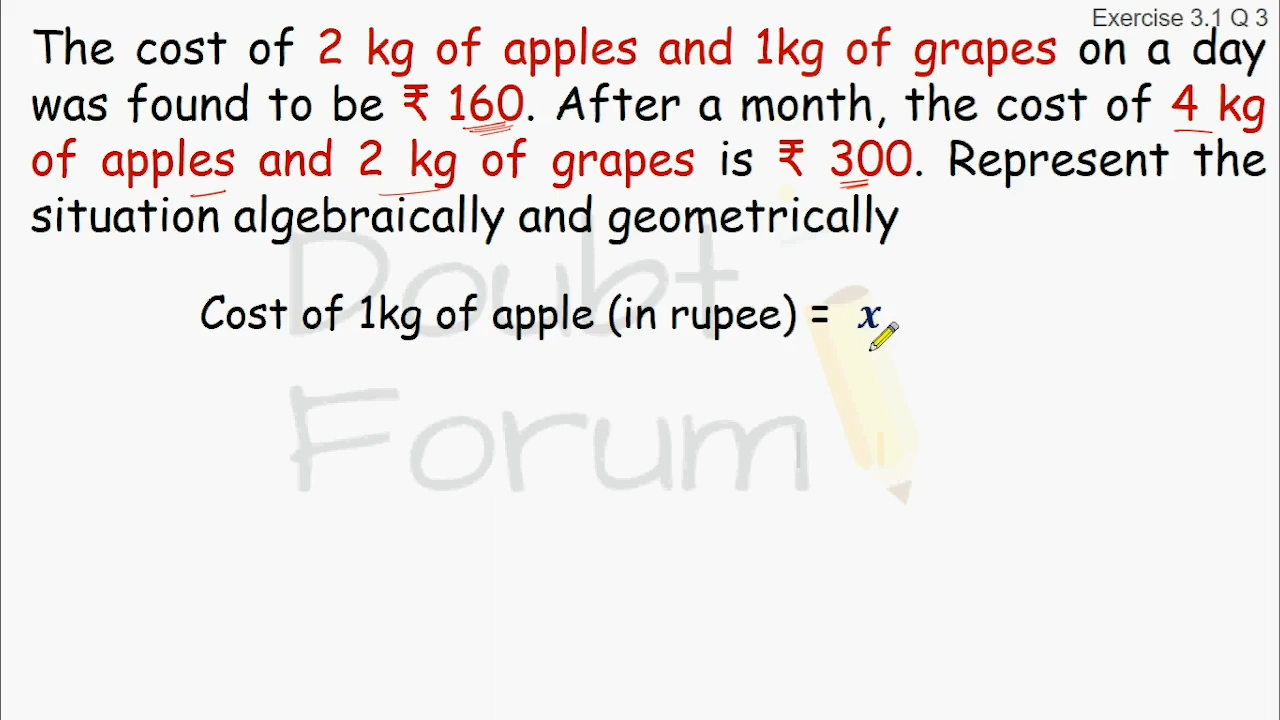 Exercise 3.1 Q 3
The cost of 2 kg of apples and 1kg of grapes on a day
was found to be ₹ 160. After a month, the cost of 4 kg
of apples and 2 kg of grapes is ₹ 300. Represent the
situation algebraically and geometrically
Doubt
Cost of 1kg of apple (in rupee) = x
Forum